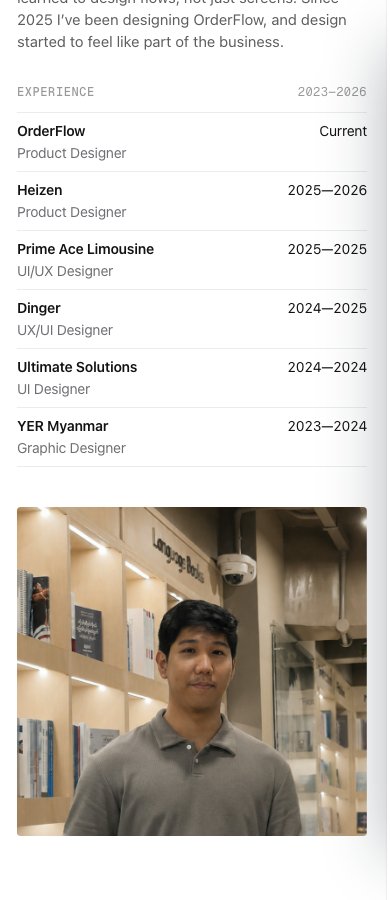 learned to design flows, not just screens. Since
2025 I’ve been designing OrderFlow, and design
started to feel like part of the business.
EXPERIENCE 2023–2026
OrderFlow Current
Product Designer
Heizen 2025—2026
Product Designer
Prime Ace Limousine 2025—2025
UI/UX Designer
Dinger 2024—2025
UX/UI Designer
Ultimate Solutions 2024—2024
UI Designer
YER Myanmar 2023—2024
Graphic Designer
Language Books